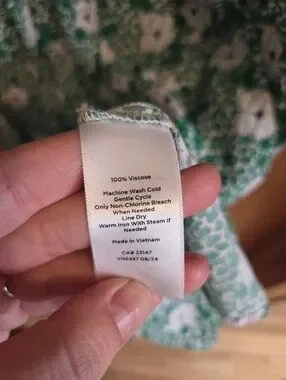 100% Viscose
Machine Wash Cold
Gentle Cycle
Only Non-Chlorine Bleach
When Needed
Line Dry
Warm Iron With Steam if
Needed
Made in Vietnam
CA# 23147
VN5457 09/24